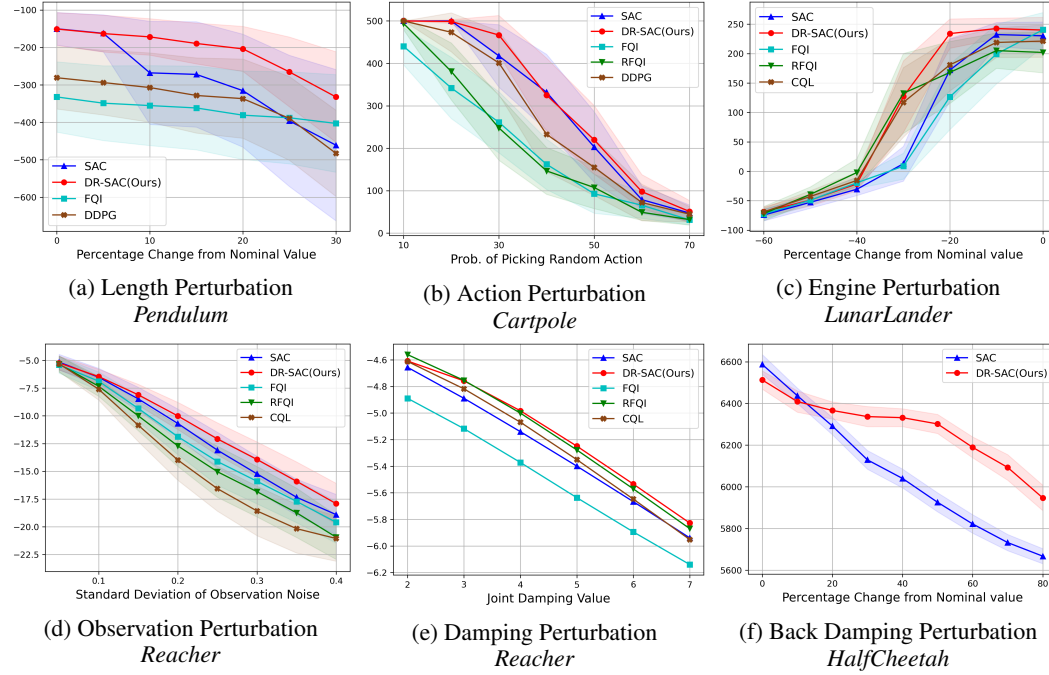 −100
−200
−300
−400
−500
−600
0
10
20
30
SAC
DR-SAC(Ours)
FQI
DDPG
Percentage Change from Nominal Value
(a) Length Perturbation
Pendulum
500
400
300
200
100
0
10
20
30
40
50
60
70
SAC
DR-SAC(Ours)
FQI
RFQI
DDPG
Prob. of Picking Random Action
(b) Action Perturbation
Cartpole
250
200
150
100
50
0
−50
−100
−60
−40
−20
0
SAC
DR-SAC(Ours)
FQI
RFQI
CQL
Percentage Change from Nominal value
(c) Engine Perturbation
LunarLander
−5.0
−7.5
−10.0
−12.5
−15.0
−17.5
−20.0
−22.5
0.1
0.2
0.3
0.4
SAC
DR-SAC(Ours)
FQI
RFQI
CQL
Standard Deviation of Observation Noise
(d) Observation Perturbation
Reacher
−4.6
−4.8
−5.0
−5.2
−5.4
−5.6
−5.8
−6.0
−6.2
2
3
4
5
6
7
SAC
DR-SAC(Ours)
FQI
RFQI
CQL
Joint Damping Value
(e) Damping Perturbation
Reacher
6600
6400
6200
6000
5800
5600
0
20
40
60
80
SAC
DR-SAC(Ours)
Percentage Change from Nominal value
(f) Back Damping Perturbation
HalfCheetah